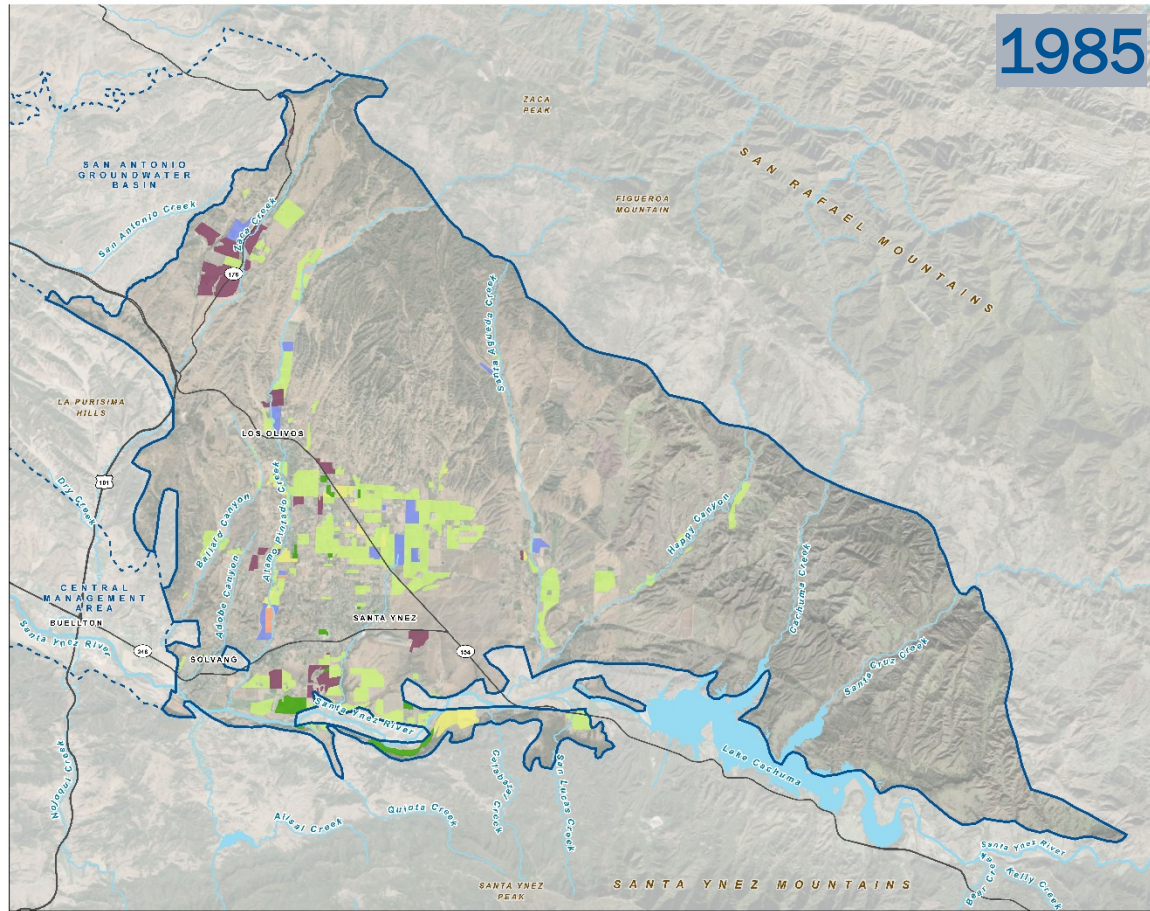 1985
ZACA
PEAK
SAN ANTONIO
GROUNDWATER
BASIN
San Antonio Creek
Zaca Creek
176
FIGUEROA
MOUNTAIN
SAN RAFAEL MOUNTAINS
Santa Agueda Creek
LA PURISIMA
HILLS
LOS OLIVOS
101
Dry Creek
Ballard Canyon
Alamo Pintado Creek
Adobe Canyon
Happy Canyon
Cachuma Creek
CENTRAL
MANAGEMENT
AREA
BUELLTON
Santa Ynez River
246
SOLVANG
SANTA YNEZ
154
Santa Cruz Creek
Santa Ynez River
Lake Cachuma
Nojoqui Creek
Alisal Creek
Quiota Creek
Calabazal Creek
San Lucas Creek
Santa Ynez River
Kelly Creek
Bear Creek
SANTA YNEZ
PEAK
SANTA YNEZ MOUNTAINS